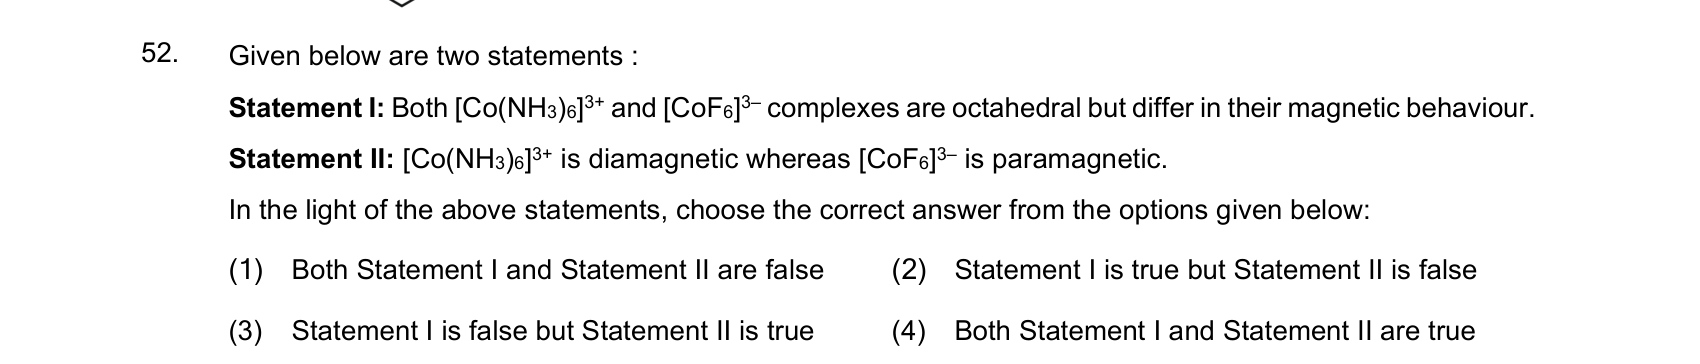 52. Given below are two statements :
Statement I: Both [Co(NH₃)₆]³⁺ and [CoF₆]³⁻ complexes are octahedral but differ in their magnetic behaviour.
Statement II: [Co(NH₃)₆]³⁺ is diamagnetic whereas [CoF₆]³⁻ is paramagnetic.
In the light of the above statements, choose the correct answer from the options given below:
(1) Both Statement I and Statement II are false (2) Statement I is true but Statement II is false
(3) Statement I is false but Statement II is true (4) Both Statement I and Statement II are true